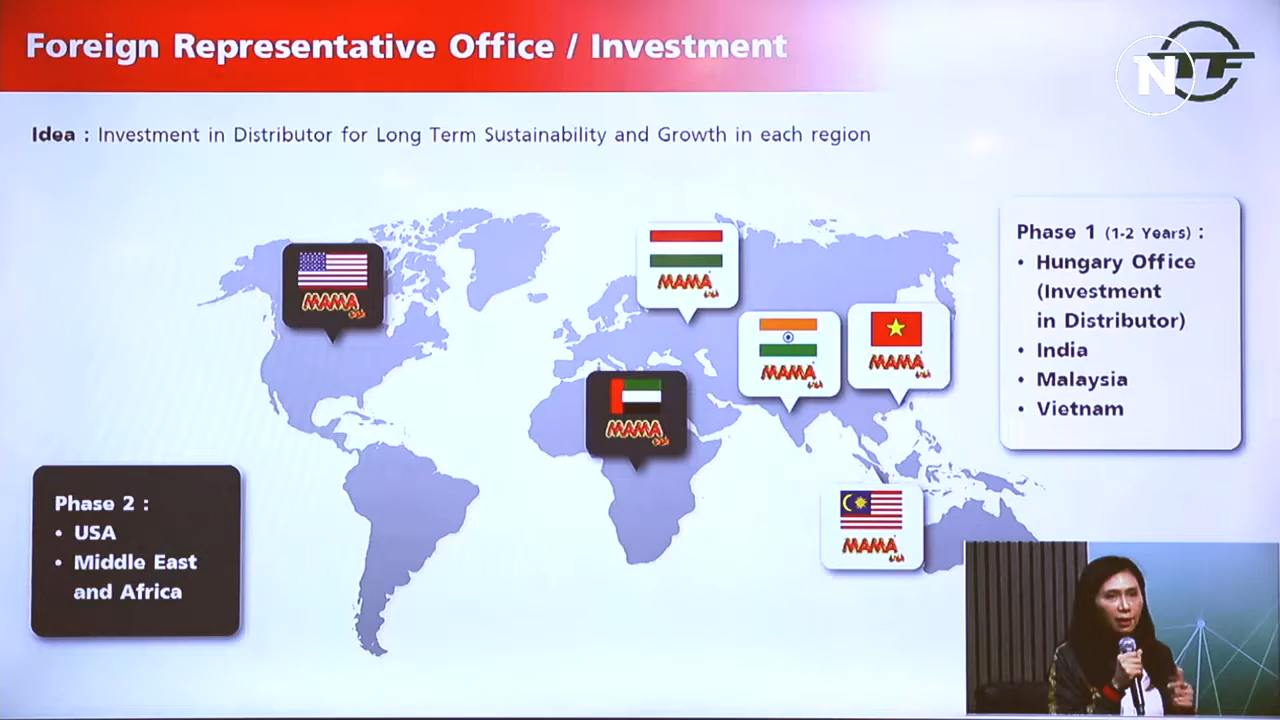 Foreign Representative Office / Investment
N
TF
Idea : Investment in Distributor for Long Term Sustainability and Growth in each region
MAMA
MAMA
MAMA
MAMA
MAMA
MAMA
Phase 1 (1-2 Years) :
• Hungary Office
(Investment
in Distributor)
• India
• Malaysia
• Vietnam
Phase 2 :
• USA
• Middle East
and Africa